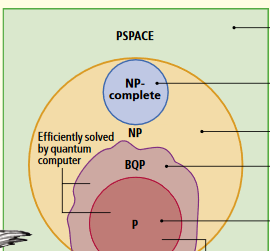 PSPACE
NP-
complete
NP
Efficiently solved
by quantum
computer
BQP
P